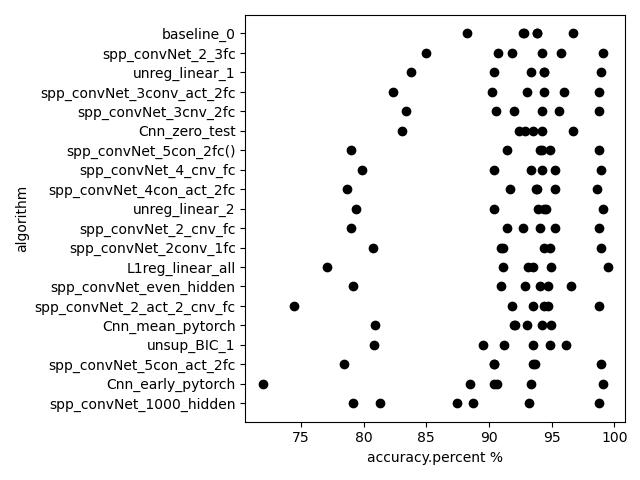 baseline_0
spp_convNet_2_3fc
unreg_linear_1
spp_convNet_3conv_act_2fc
spp_convNet_3cnv_2fc
Cnn_zero_test
spp_convNet_5con_2fc()
spp_convNet_4_cnv_fc
spp_convNet_4con_act_2fc
unreg_linear_2
spp_convNet_2_cnv_fc
spp_convNet_2conv_1fc
L1reg_linear_all
spp_convNet_even_hidden
spp_convNet_2_act_2_cnv_fc
Cnn_mean_pytorch
unsup_BIC_1
spp_convNet_5con_act_2fc
Cnn_early_pytorch
spp_convNet_1000_hidden
algorithm
75 80 85 90 95 100
accuracy.percent %